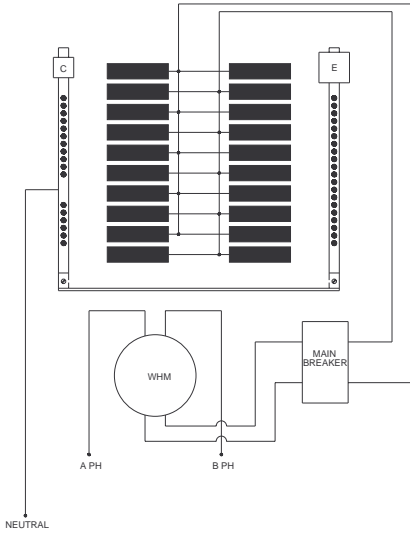 C
E
WHM
MAIN
BREAKER
A PH
B PH
NEUTRAL